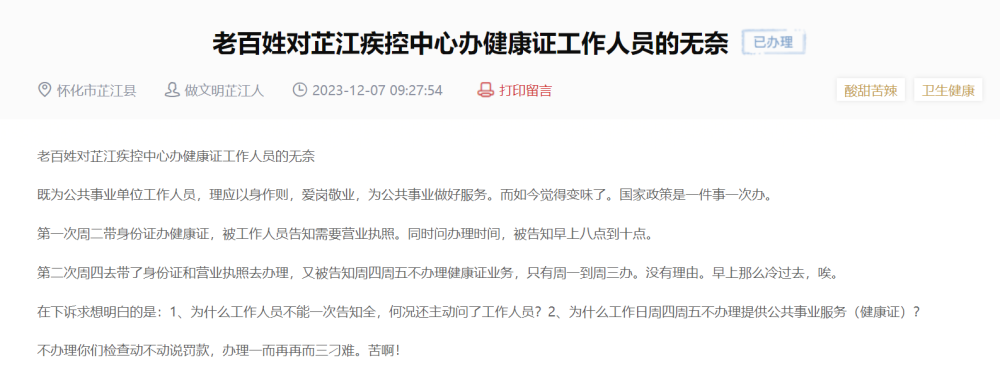 老百姓对芷江疾控中心办健康证工作人员的无奈 已办理
怀化市芷江县 做文明芷江人 2023-12-07 09:27:54 打印留言 酸甜苦辣 卫生健康
老百姓对芷江疾控中心办健康证工作人员的无奈
既为公共事业单位工作人员，理应以身作则，爱岗敬业，为公共事业做好服务。而如今觉得变味了。国家政策是一件事一次办。
第一次周二带身份证办健康证，被工作人员告知需要营业执照。同时问办理时间，被告知早上八点到十点。
第二次周四去带了身份证和营业执照去办理，又被告知周四周五不办理健康证业务，只有周一到周三办。没有理由。早上那么冷过去，唉。
在下诉求想明白的是：1、为什么工作人员不能一次告知全，何况还主动问了工作人员？2、为什么工作日周四周五不办理提供公共事业服务（健康证）？
不办理你们检查动不动说罚款，办理一而再再而三刁难。苦啊！